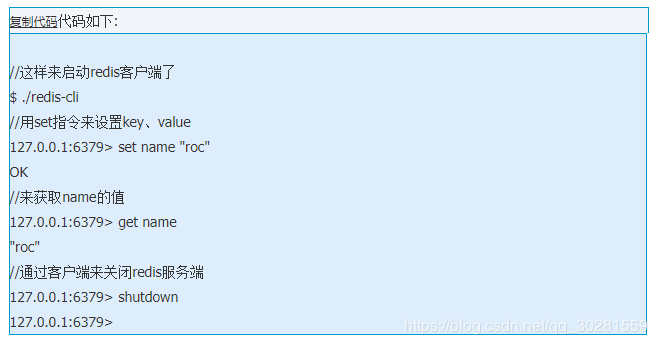 复制代码代码如下:
//这样来启动redis客户端了
$ ./redis-cli
//用set指令来设置key、value
127.0.0.1:6379> set name "roc"
OK
//来获取name的值
127.0.0.1:6379> get name
"roc"
//通过客户端来关闭redis服务端
127.0.0.1:6379> shutdown
127.0.0.1:6379>
https://blog.csdn.net/qq_30281559